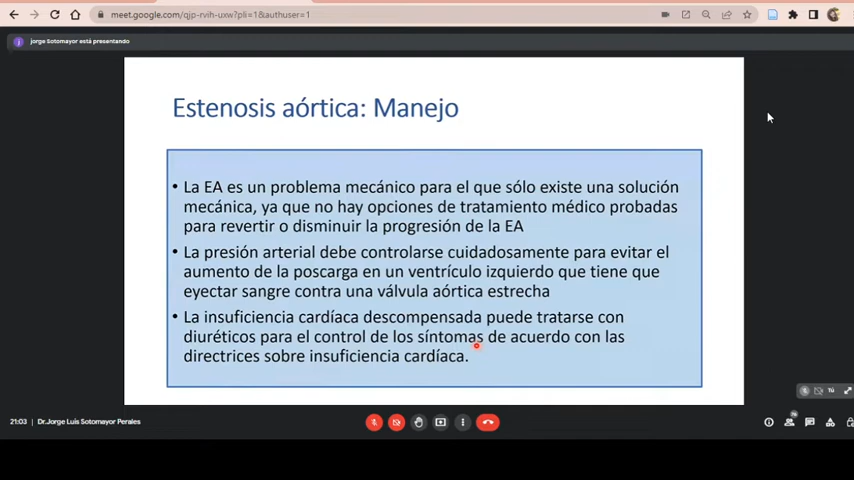 meet.google.com/qjp-rvih-uxw?pli=1&authuser=1
j
jorge Sotomayor está presentando
Estenosis aórtica: Manejo
• La EA es un problema mecánico para el que sólo existe una solución
mecánica, ya que no hay opciones de tratamiento médico probadas
para revertir o disminuir la progresión de la EA
• La presión arterial debe controlarse cuidadosamente para evitar el
aumento de la poscarga en un ventrículo izquierdo que tiene que
eyectar sangre contra una válvula aórtica estrecha
• La insuficiencia cardíaca descompensada puede tratarse con
diuréticos para el control de los síntomas de acuerdo con las
directrices sobre insuficiencia cardíaca.
Tú
21:03 Dr.Jorge Luis Sotomayor Perales